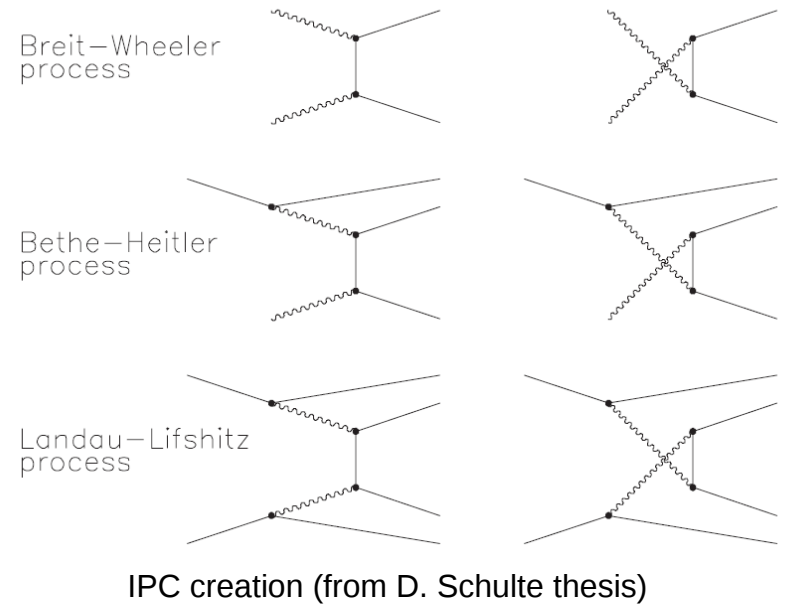 Breit−Wheeler
process
Bethe−Heitler
process
Landau−Lifshitz
process
IPC creation (from D. Schulte thesis)